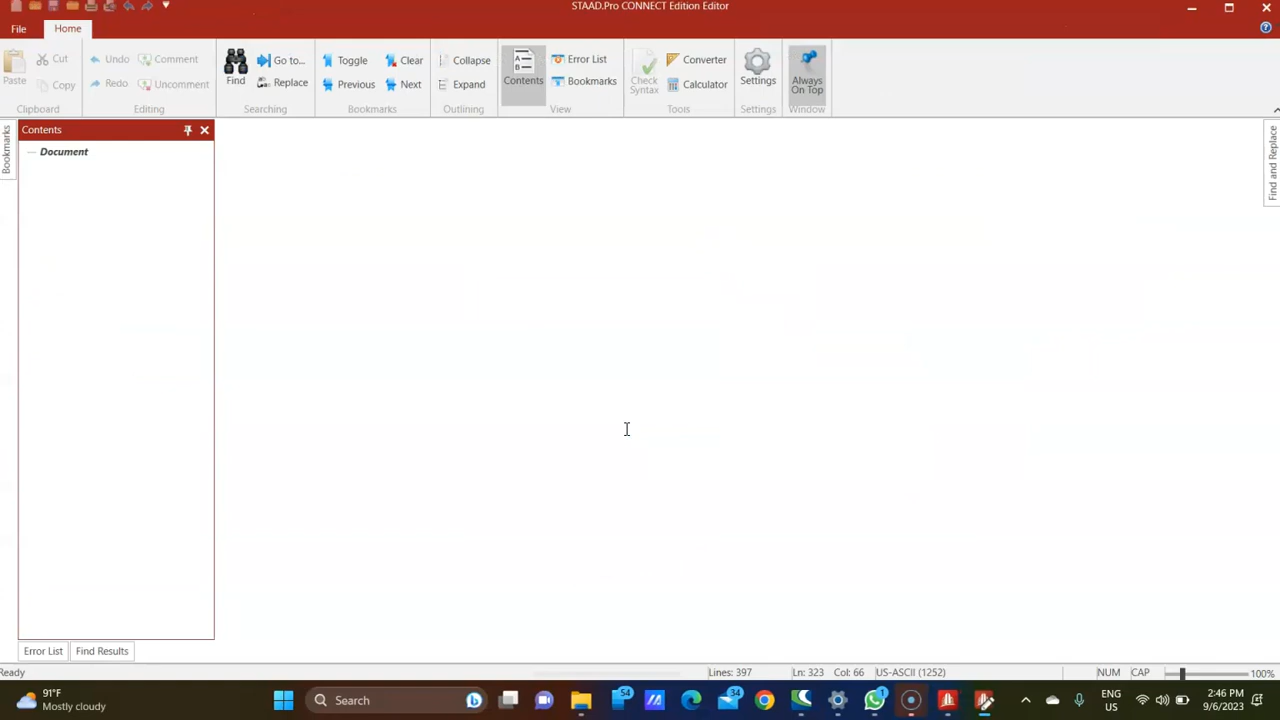 STAAD.Pro CONNECT Edition Editor
File Home
Paste Cut Copy Clipboard
Undo Redo Comment Uncomment Editing
Find Go to... Replace Searching
Toggle Previous Clear Next Bookmarks
Collapse Expand Outlining
Contents Error List Bookmarks View
Check Syntax Converter Calculator Tools
Settings Settings
Always On Top Window
Bookmarks
Contents
Document
Find and Replace
Error List Find Results
Ready Lines: 397 Ln: 323 Col: 66 US-ASCII (1252) NUM CAP 100%
91°F
Mostly cloudy
Search
54 34 1
ENG
US
2:46 PM
9/6/2023